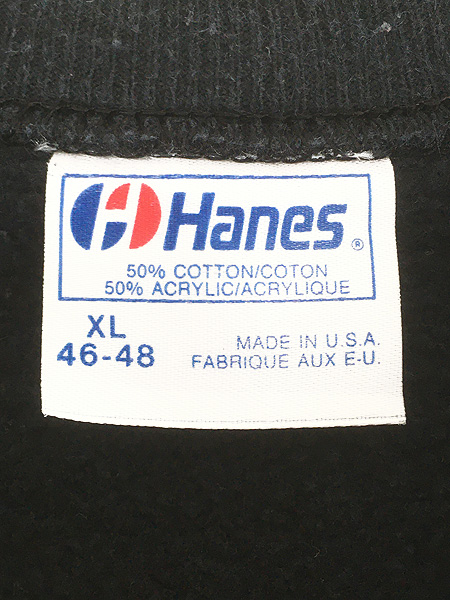 Hanes®
50% COTTON/COTON
50% ACRYLIC/ACRYLIQUE
XL
46-48
MADE IN U.S.A.
FABRIQUE AUX E-U.